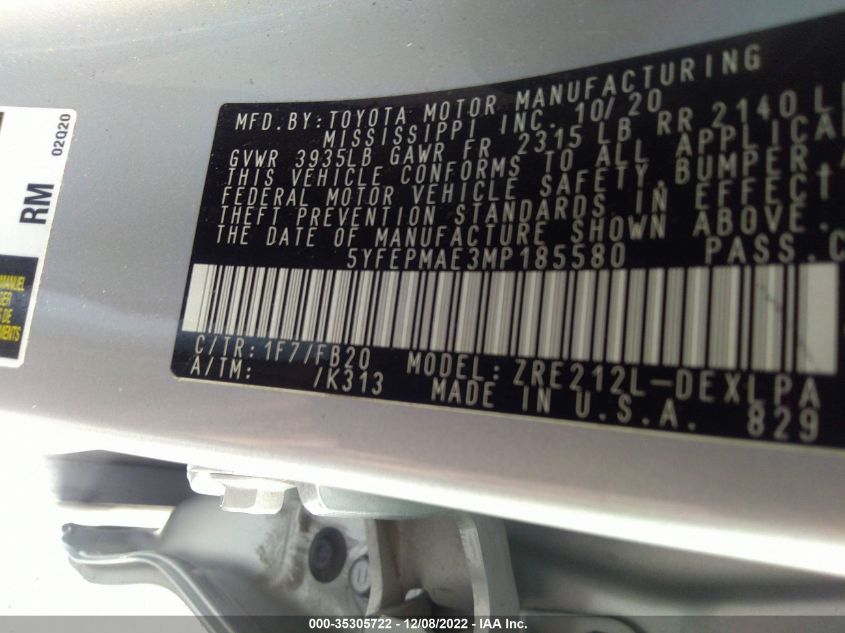 MFD.BY:TOYOTA MOTOR MANUFACTURING
MISSISSIPPI INC. 10/20
GVWR 3935LB GAWR FR 2315 LB RR 2140 L
THIS VEHICLE CONFORMS TO ALL APPLICA
FEDERAL MOTOR VEHICLE SAFETY,BUMPER,
THEFT PREVENTION STANDARDS IN EFFECT
THE DATE OF MANUFACTURE SHOWN ABOVE.
5YFEPMAE3MP185580 PASS.C
C/TR:1F7/FB20 MODEL:ZRE212L-DEXLPA
A/TM: /K313 MADE IN U.S.A. 829
02Q20
RM
MANUEL
DE
000-35305722 - 12/08/2022 - IAA Inc.